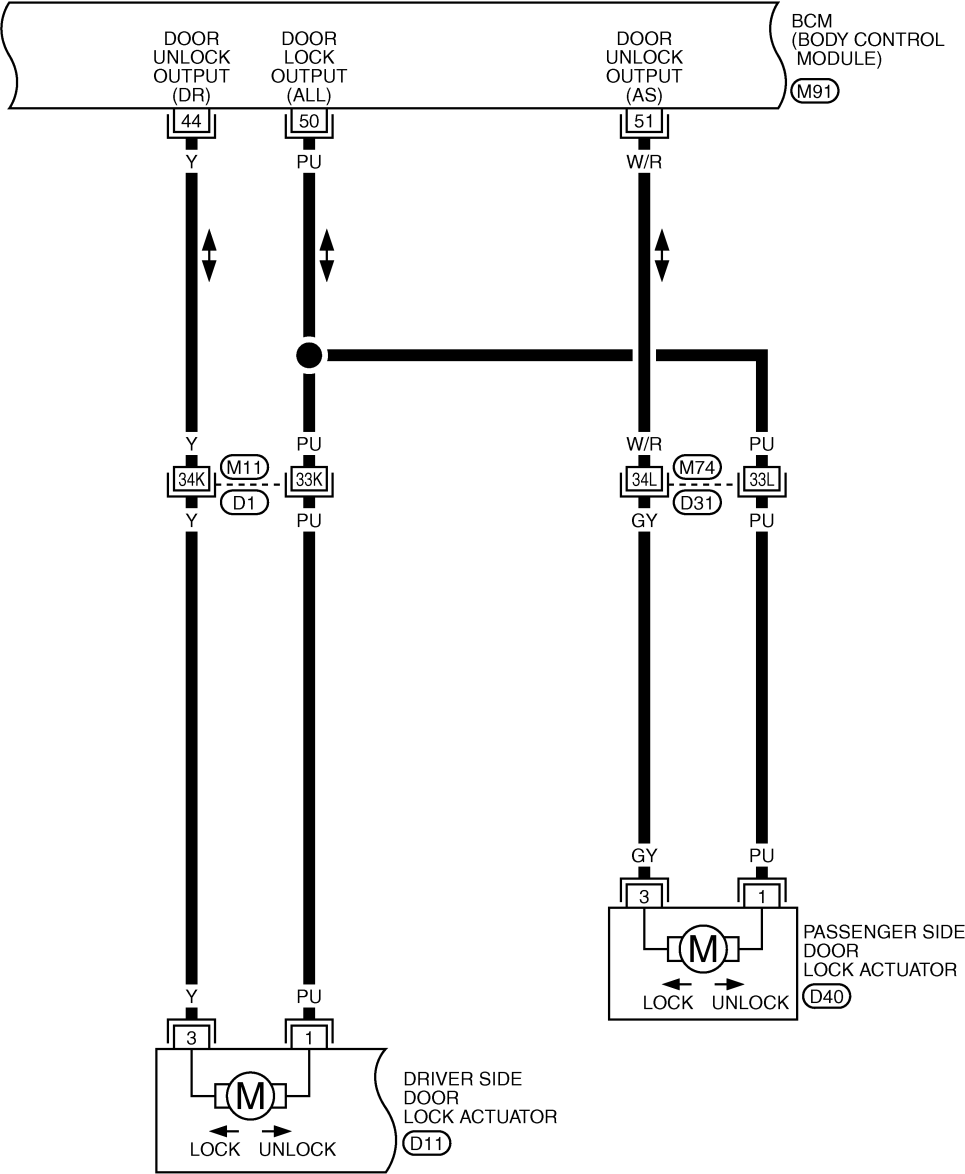 BCM
(BODY CONTROL
MODULE)
M91
DOOR
UNLOCK
OUTPUT
(DR)
DOOR
LOCK
OUTPUT
(ALL)
DOOR
UNLOCK
OUTPUT
(AS)
44
50
51
Y
PU
W/R
Y
PU
W/R
PU
34K
M11
D1
33K
34L
M74
D31
33L
Y
PU
GY
PU
GY
PU
3
1
M
LOCK
UNLOCK
PASSENGER SIDE
DOOR
LOCK ACTUATOR
D40
Y
PU
3
1
M
LOCK
UNLOCK
DRIVER SIDE
DOOR
LOCK ACTUATOR
D11